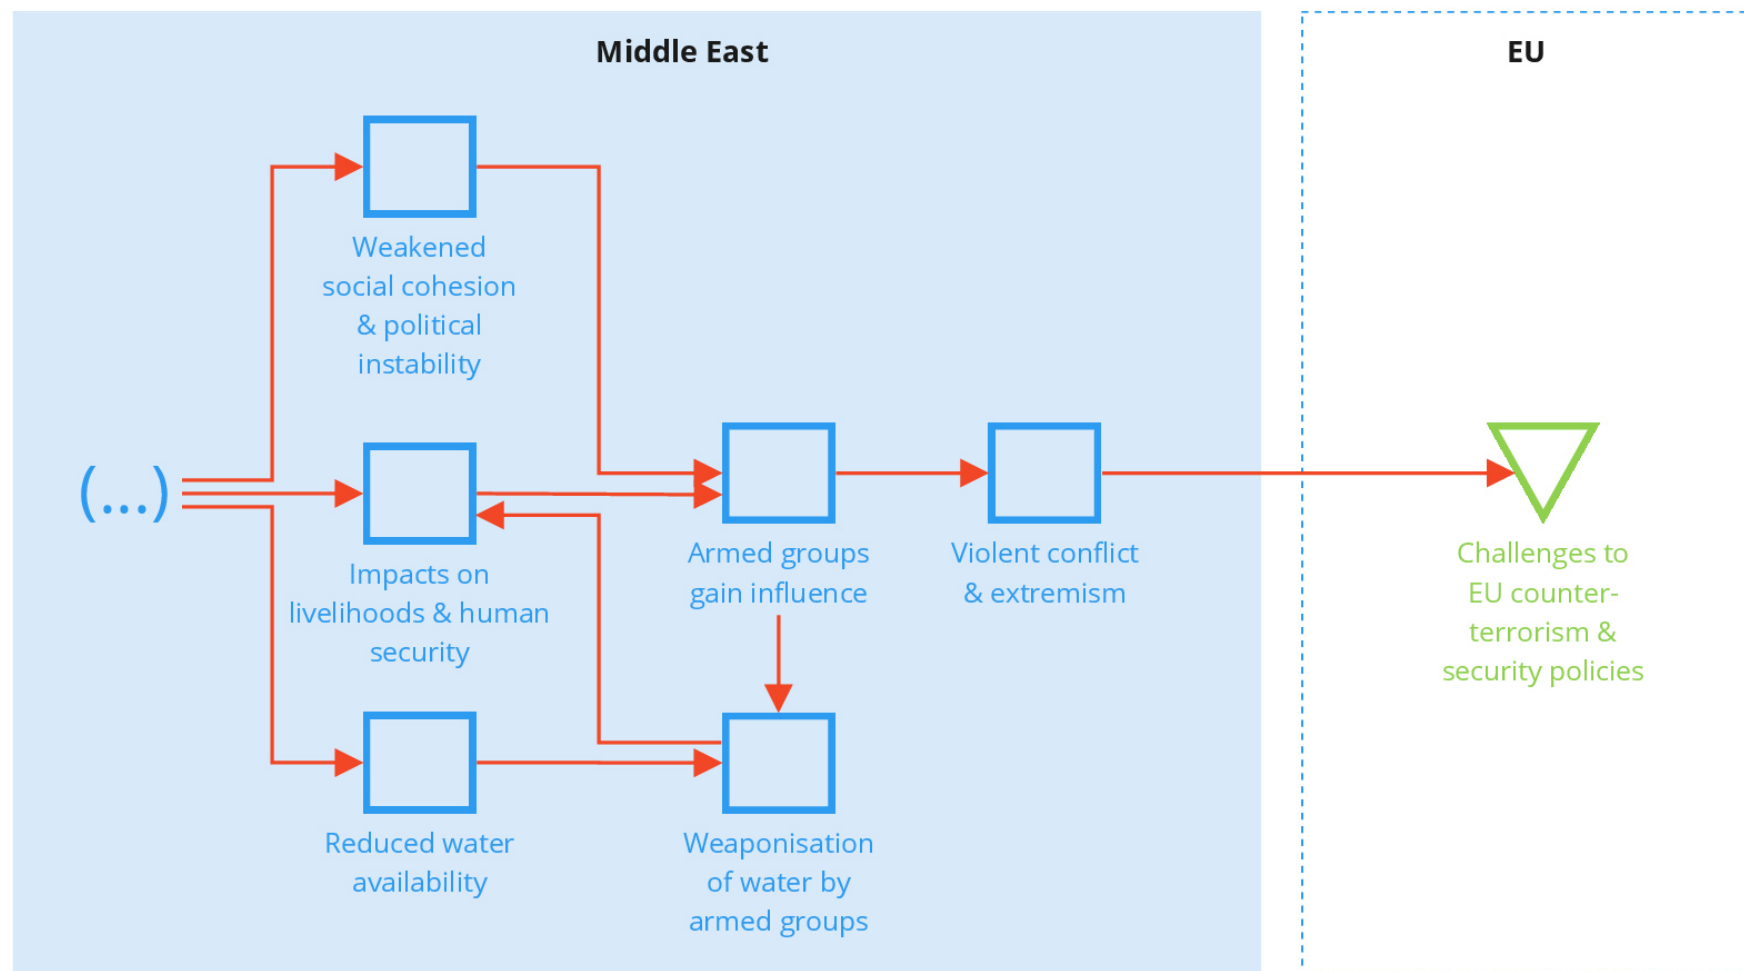 Middle East
EU
Weakened
social cohesion
& political
instability
(...)
Impacts on
livelihoods & human
security
Armed groups
gain influence
Violent conflict
& extremism
Challenges to
EU counter-
terrorism &
security policies
Reduced water
availability
Weaponisation
of water by
armed groups